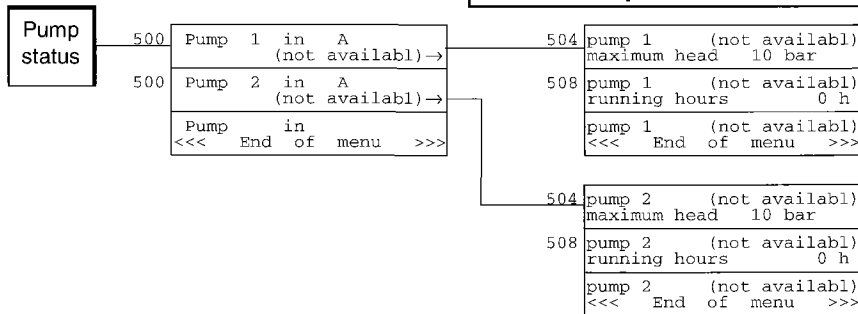 Pump
status
500 Pump 1 in A
(not availabl)→
500 Pump 2 in A
(not availabl)→
Pump in
<<< End of menu >>>
504 pump 1 (not availabl)
maximum head 10 bar
508 pump 1 (not availabl)
running hours 0 h
pump 1 (not availabl)
<<< End of menu >>>
504 pump 2 (not availabl)
maximum head 10 bar
508 pump 2 (not availabl)
running hours 0 h
pump 2 (not availabl)
<<< End of menu >>>